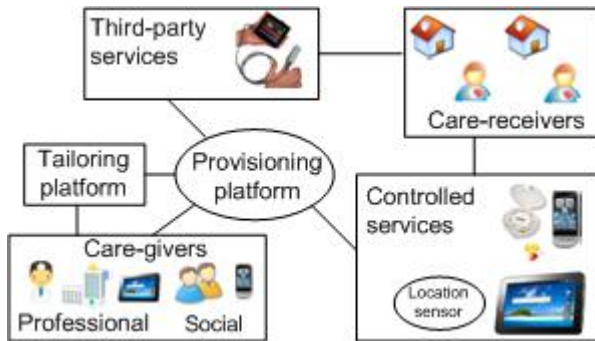 Third-party
services
Care-receivers
Tailoring
platform
Provisioning
platform
Controlled
services
Location
sensor
Care-givers
Professional
Social